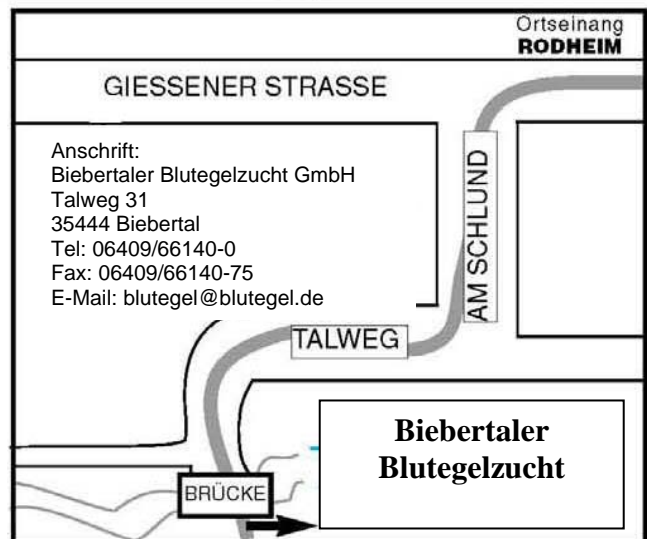 Ortseinang
RODHEIM
GIESSENER STRASSE
Anschrift:
Biebertaler Blutegelzucht GmbH
Talweg 31
35444 Biebertal
Tel: 06409/66140-0
Fax: 06409/66140-75
E-Mail: blutegel@blutegel.de
AM SCHLUND
TALWEG
Biebertaler
Blutegelzucht
BRÜCKE